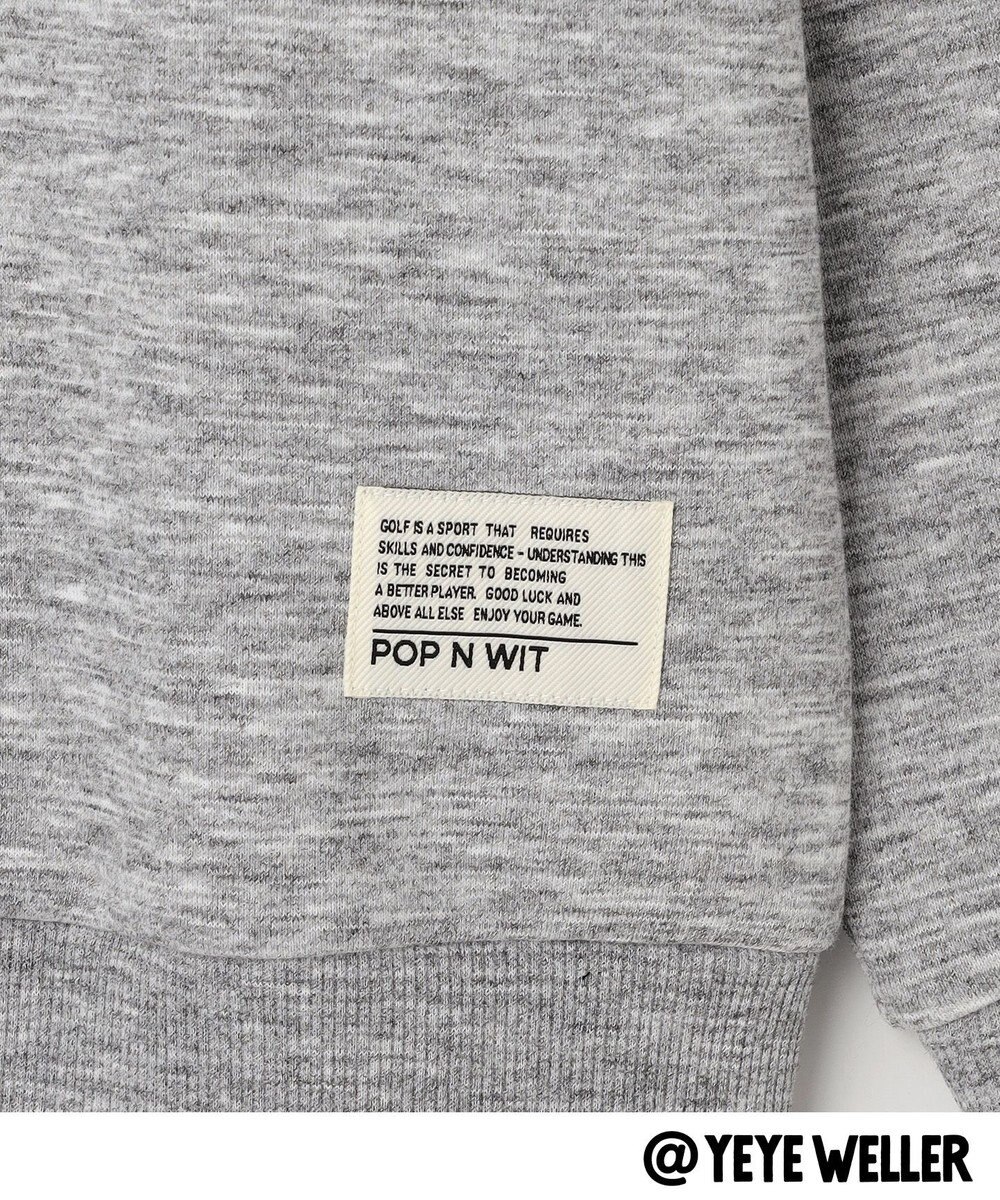 GOLF IS A SPORT THAT REQUIRES
SKILLS AND CONFIDENCE - UNDERSTANDING THIS
IS THE SECRET TO BECOMING
A BETTER PLAYER. GOOD LUCK AND
ABOVE ALL ELSE ENJOY YOUR GAME.
POP N WIT
@YEYE WELLER